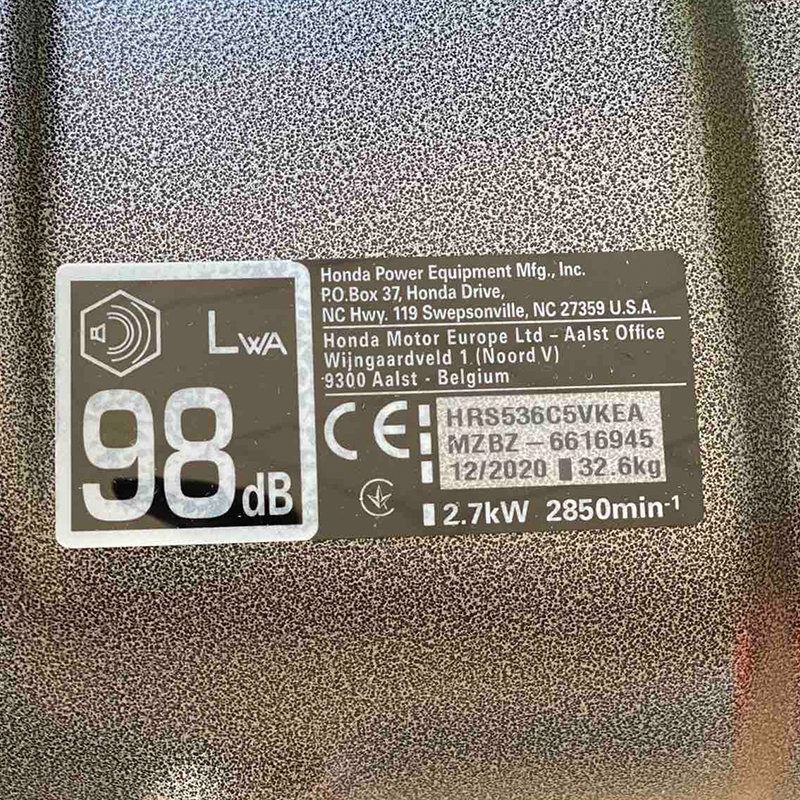 LWA
98dB
Honda Power Equipment Mfg., Inc.
P.O.Box 37, Honda Drive,
NC Hwy. 119 Swepsonville, NC 27359 U.S.A.
Honda Motor Europe Ltd – Aalst Office
Wijngaardveld 1 (Noord V)
9300 Aalst - Belgium
CE
HRS536C5VKEA
MZBZ – 6616945
12/2020 32.6kg
2.7kW 2850min-1